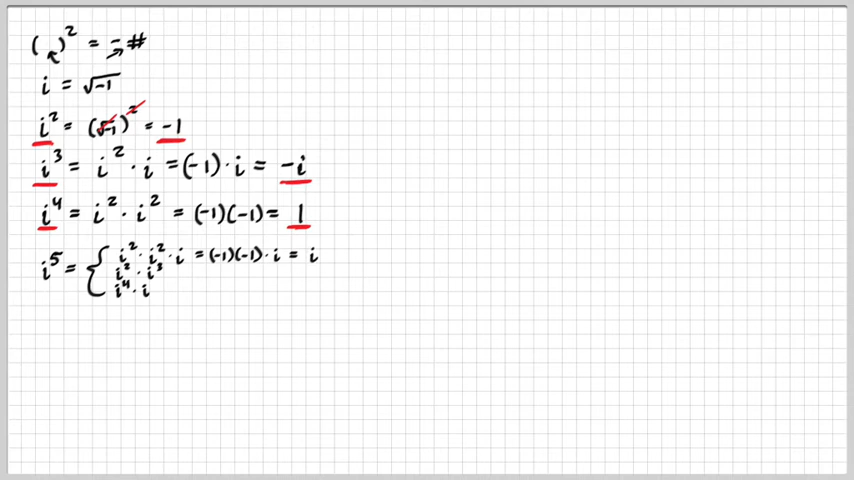 ( )² = -#
i = √-1
i² = (√-1)² = -1
i³ = i² · i = (-1) · i = -i
i⁴ = i² · i² = (-1)(-1) = 1
i⁵ = { i² · i² · i = (-1)(-1) · i = i
i² · i³
i⁴ · i